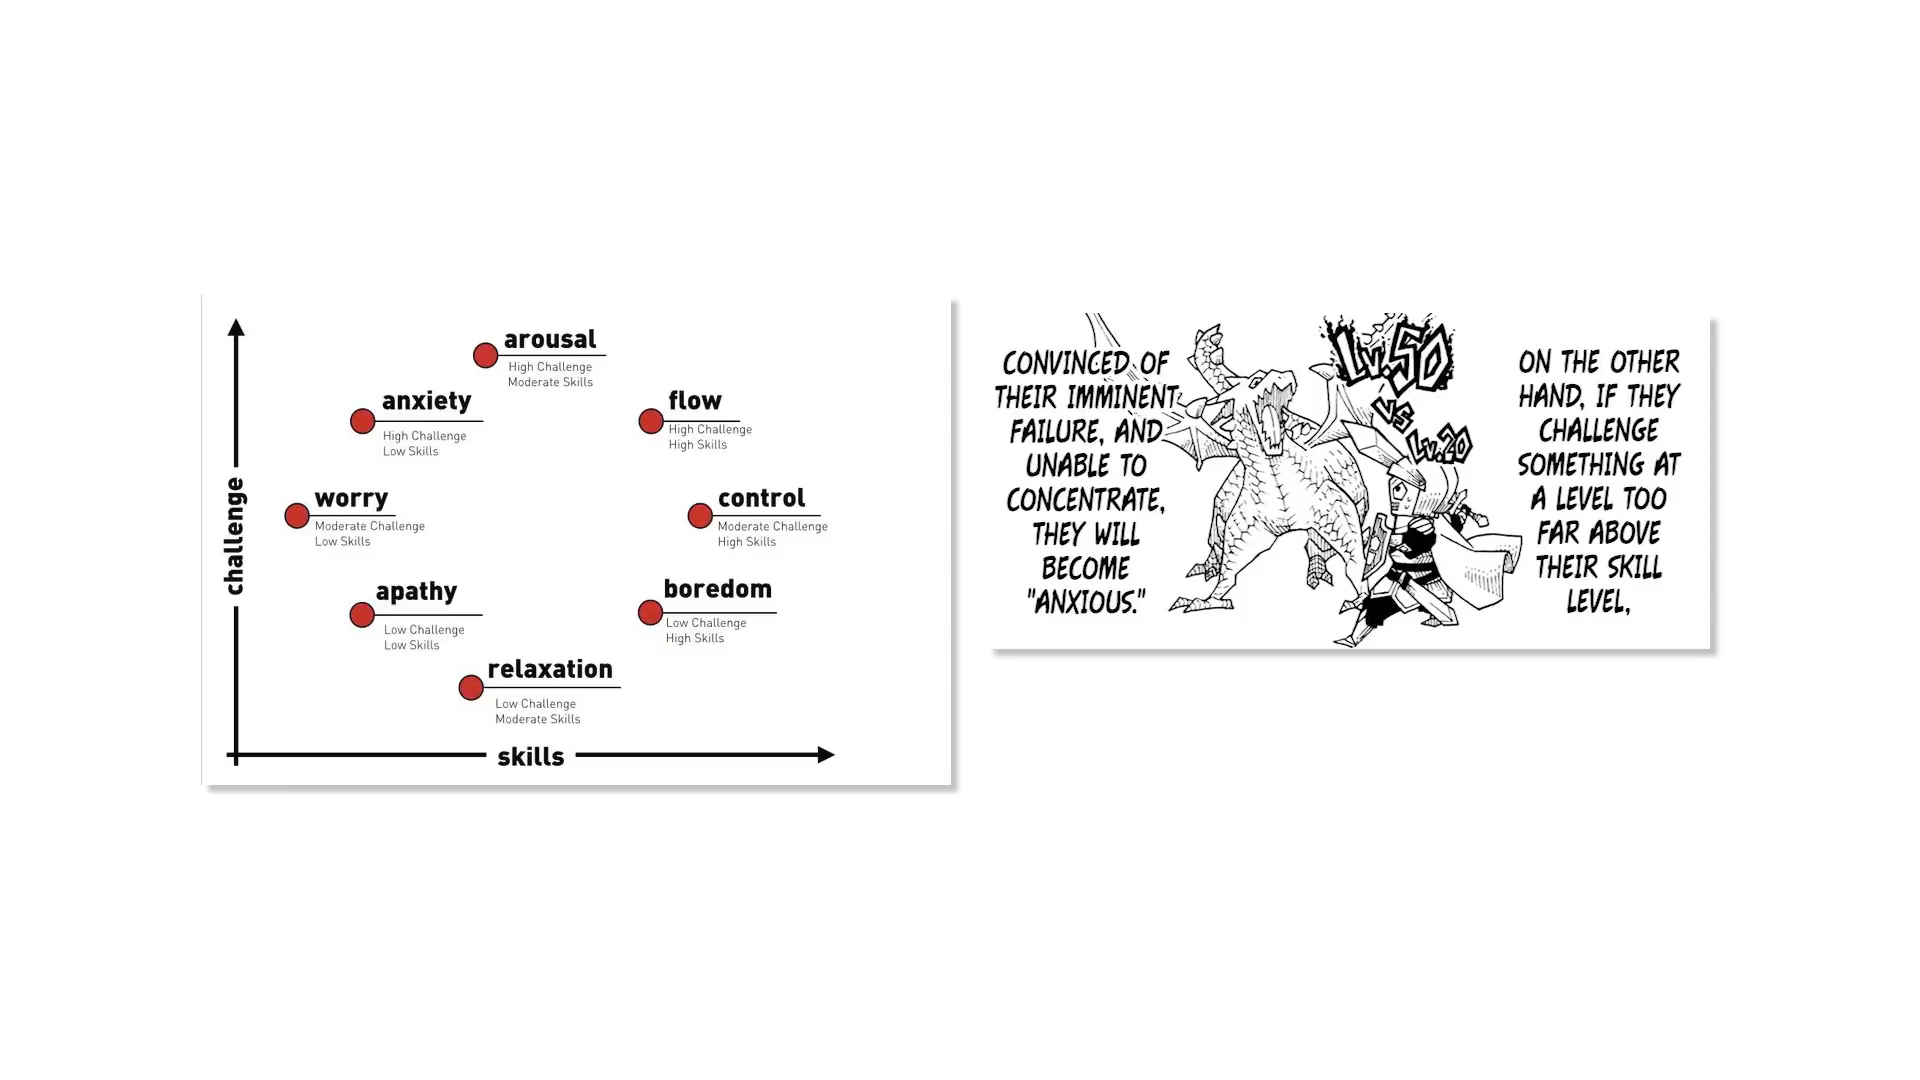 arousal
High Challenge
Moderate Skills
anxiety
High Challenge
Low Skills
flow
High Challenge
High Skills
worry
Moderate Challenge
Low Skills
control
Moderate Challenge
High Skills
apathy
Low Challenge
Low Skills
boredom
Low Challenge
High Skills
relaxation
Low Challenge
Moderate Skills
challenge
skills
ON THE OTHER
HAND, IF THEY
CHALLENGE
SOMETHING AT
A LEVEL TOO
FAR ABOVE
THEIR SKILL
LEVEL,
Lv.50
VS
Lv.20
CONVINCED OF
THEIR IMMINENT
FAILURE, AND
UNABLE TO
CONCENTRATE,
THEY WILL
BECOME
"ANXIOUS."